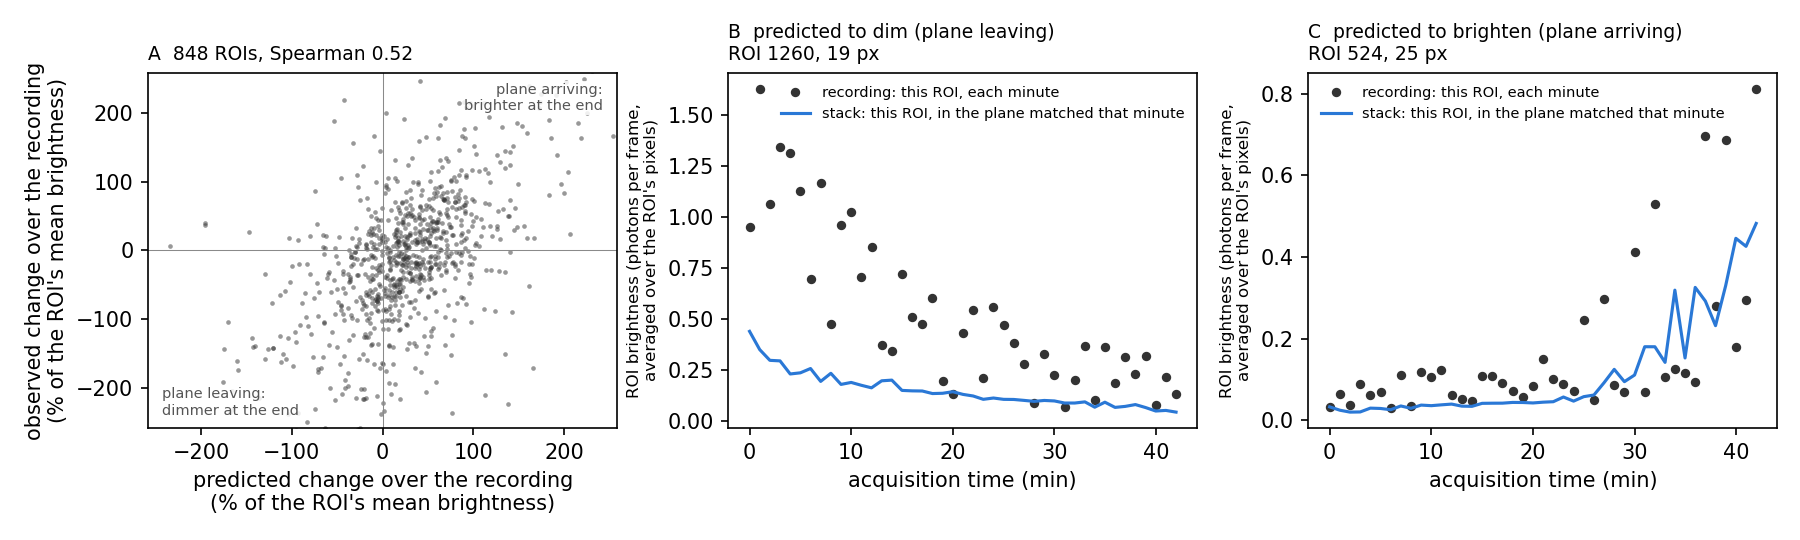 A  848 ROIs, Spearman 0.52
observed change over the recording
(% of the ROI's mean brightness)
200
100
0
−100
−200
plane arriving:
brighter at the end
plane leaving:
dimmer at the end
−200
−100
0
100
200
predicted change over the recording
(% of the ROI's mean brightness)
B  predicted to dim (plane leaving)
ROI 1260, 19 px
ROI brightness (photons per frame,
averaged over the ROI's pixels)
1.50
1.25
1.00
0.75
0.50
0.25
0.00
recording: this ROI, each minute
stack: this ROI, in the plane matched that minute
0
10
20
30
40
acquisition time (min)
C  predicted to brighten (plane arriving)
ROI 524, 25 px
ROI brightness (photons per frame,
averaged over the ROI's pixels)
0.8
0.6
0.4
0.2
0.0
recording: this ROI, each minute
stack: this ROI, in the plane matched that minute
0
10
20
30
40
acquisition time (min)